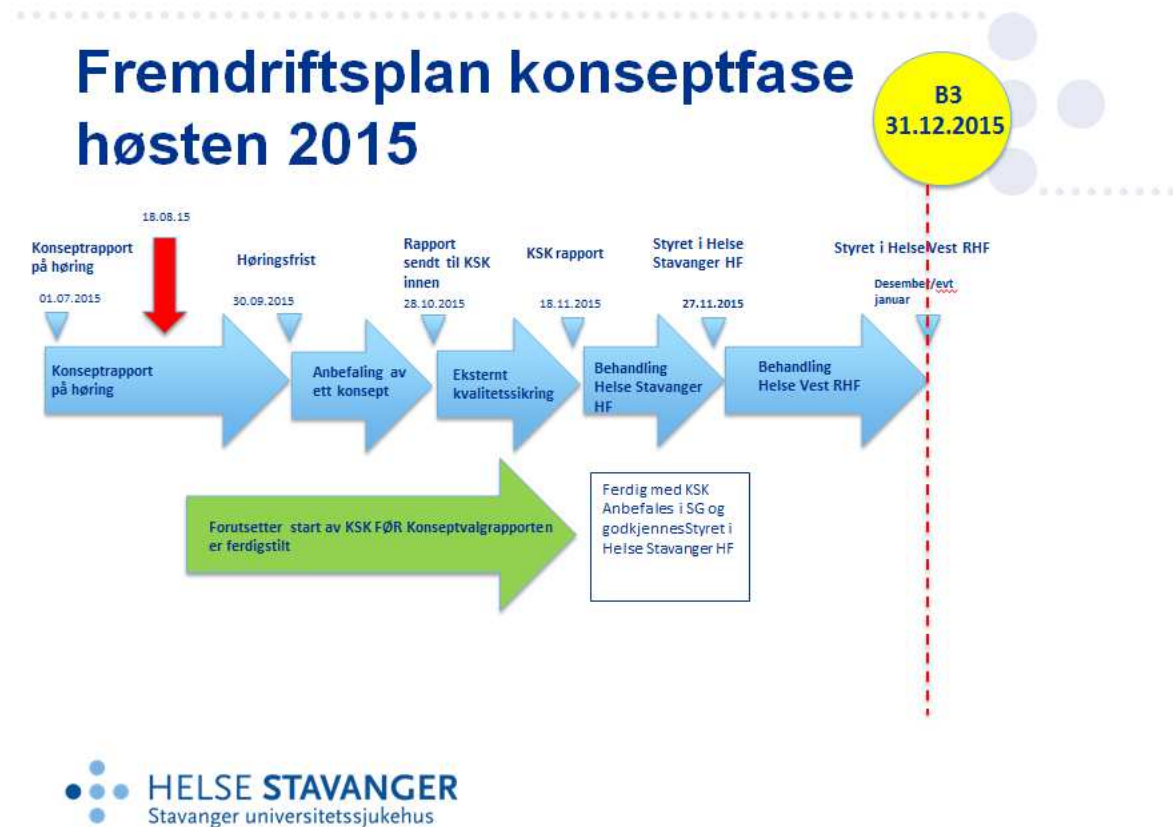 Fremdriftsplan konseptfase
høsten 2015
B3
31.12.2015
18.08.15
Konseptrapport
på høring
01.07.2015
Høringsfrist
30.09.2015
Rapport
sendt til KSK
innen
28.10.2015
KSK rapport
18.11.2015
Styret i Helse
Stavanger HF
27.11.2015
Styret i Helse Vest RHF
Desember/evt
januar
Konseptrapport
på høring
Anbefaling av
ett konsept
Eksternt
kvalitetssikring
Behandling
Helse Stavanger
HF
Behandling
Helse Vest RHF
Forutsetter start av KSK FØR Konseptvalgrapporten
er ferdigstilt
Ferdig med KSK
Anbefales i SG og
godkjennesStyret i
Helse Stavanger HF
HELSE STAVANGER
Stavanger universitetssjukehus